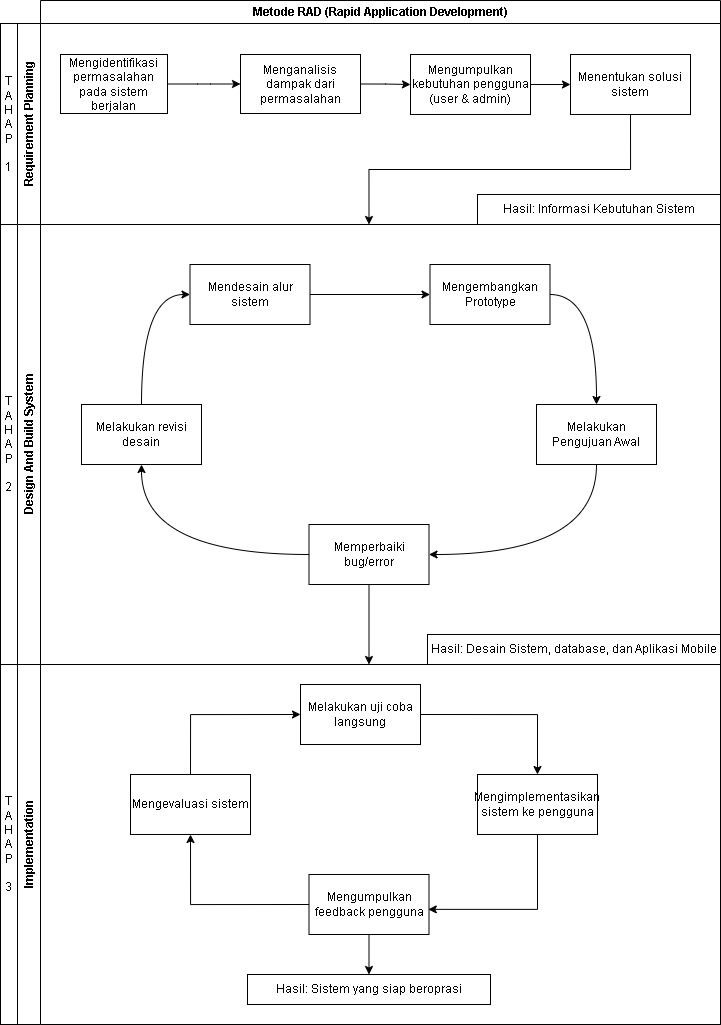 Metode RAD (Rapid Application Development)
T
A
H
A
P
1
Requirement Planning
Mengidentifikasi
permasalahan
pada sistem
berjalan
Menganalisis
dampak dari
permasalahan
Mengumpulkan
kebutuhan pengguna
(user & admin)
Menentukan solusi
sistem
Hasil: Informasi Kebutuhan Sistem
T
A
H
A
P
2
Design And Build System
Mendesain alur
sistem
Mengembangkan
Prototype
Melakukan revisi
desain
Melakukan
Pengujuan Awal
Memperbaiki
bug/error
Hasil: Desain Sistem, database, dan Aplikasi Mobile
T
A
H
A
P
3
Implementation
Melakukan uji coba
langsung
Mengevaluasi sistem
Mengimplementasikan
sistem ke pengguna
Mengumpulkan
feedback pengguna
Hasil: Sistem yang siap beroprasi